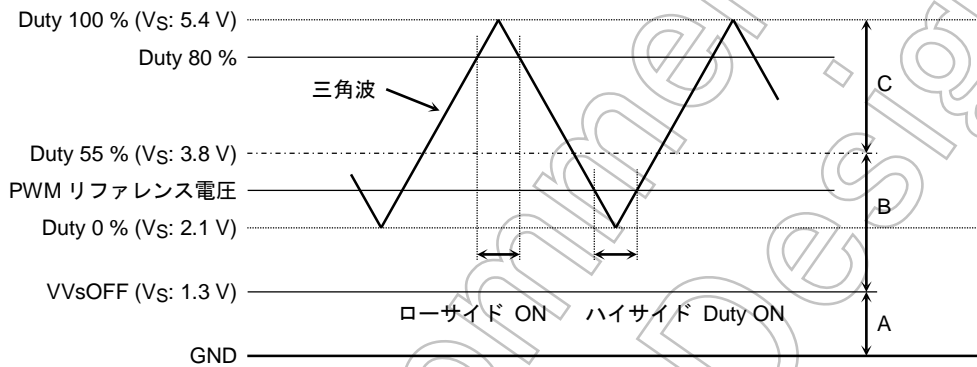 Duty 100 % (VS: 5.4 V)
Duty 80 %
三角波
C
Duty 55 % (VS: 3.8 V)
PWM リファレンス電圧
B
Duty 0 % (VS: 2.1 V)
VVsOFF (VS: 1.3 V)
ローサイド ON
ハイサイド Duty ON
A
GND